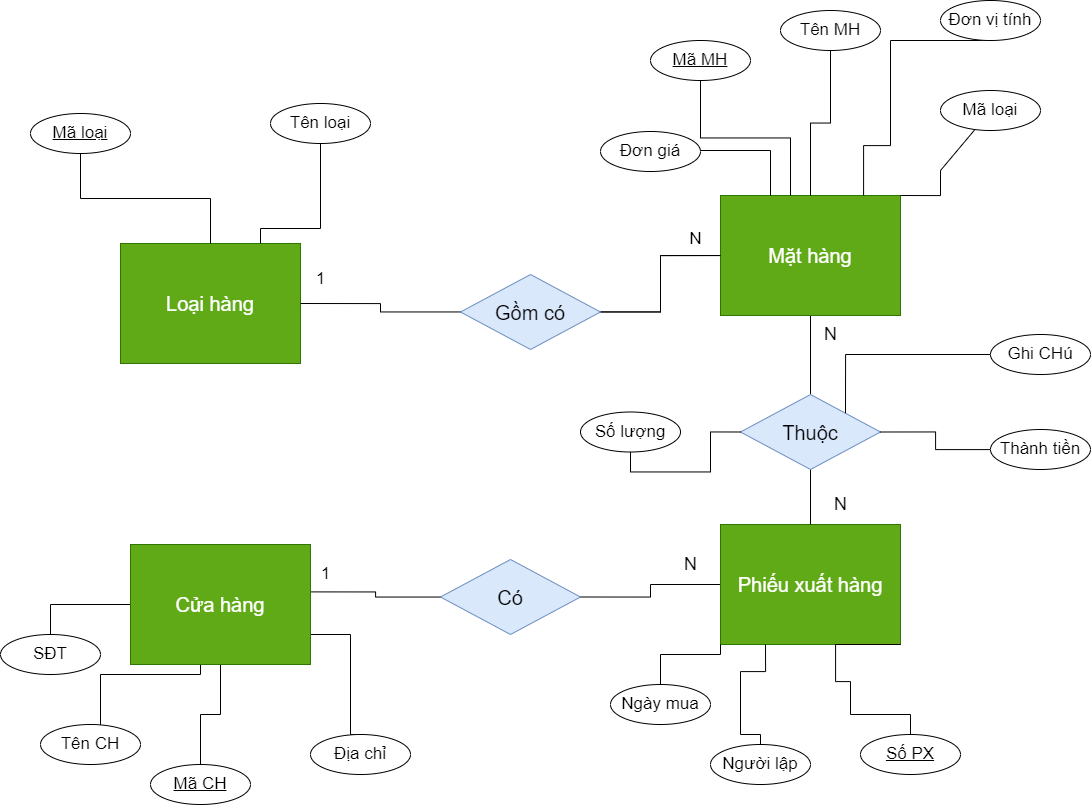 Đơn vị tính
Tên MH
Mã MH
Mã loại
Tên loại
Mã loại
Đơn giá
N
Mặt hàng
1
Loại hàng
Gồm có
N
Ghi CHú
Số lượng
Thuộc
Thành tiền
N
N
1
Phiếu xuất hàng
Cửa hàng
Có
SĐT
Ngày mua
Tên CH
Địa chỉ
Người lập
Số PX
Mã CH